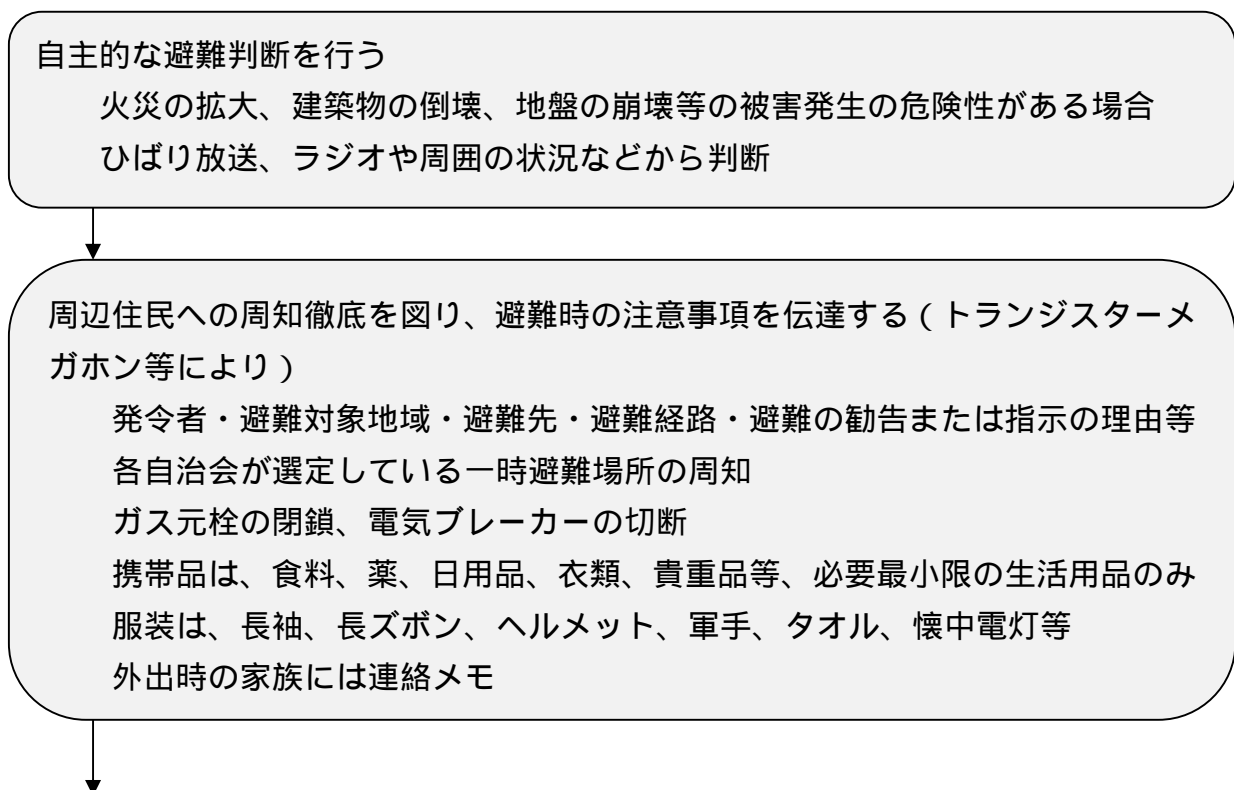 自主的な避難判断を行う
火災の拡大、建築物の倒壊、地盤の崩壊等の被害発生の危険性がある場合
ひばり放送、ラジオや周囲の状況などから判断
周辺住民への周知徹底を図り、避難時の注意事項を伝達する（トランジスターメ
ガホン等により）
発令者・避難対象地域・避難先・避難経路・避難の勧告または指示の理由等
各自治会が選定している一時避難場所の周知
ガス元栓の閉鎖、電気ブレーカーの切断
携帯品は、食料、薬、日用品、衣類、貴重品等、必要最小限の生活用品のみ
服装は、長袖、長ズボン、ヘルメット、軍手、タオル、懐中電灯等
外出時の家族には連絡メモ